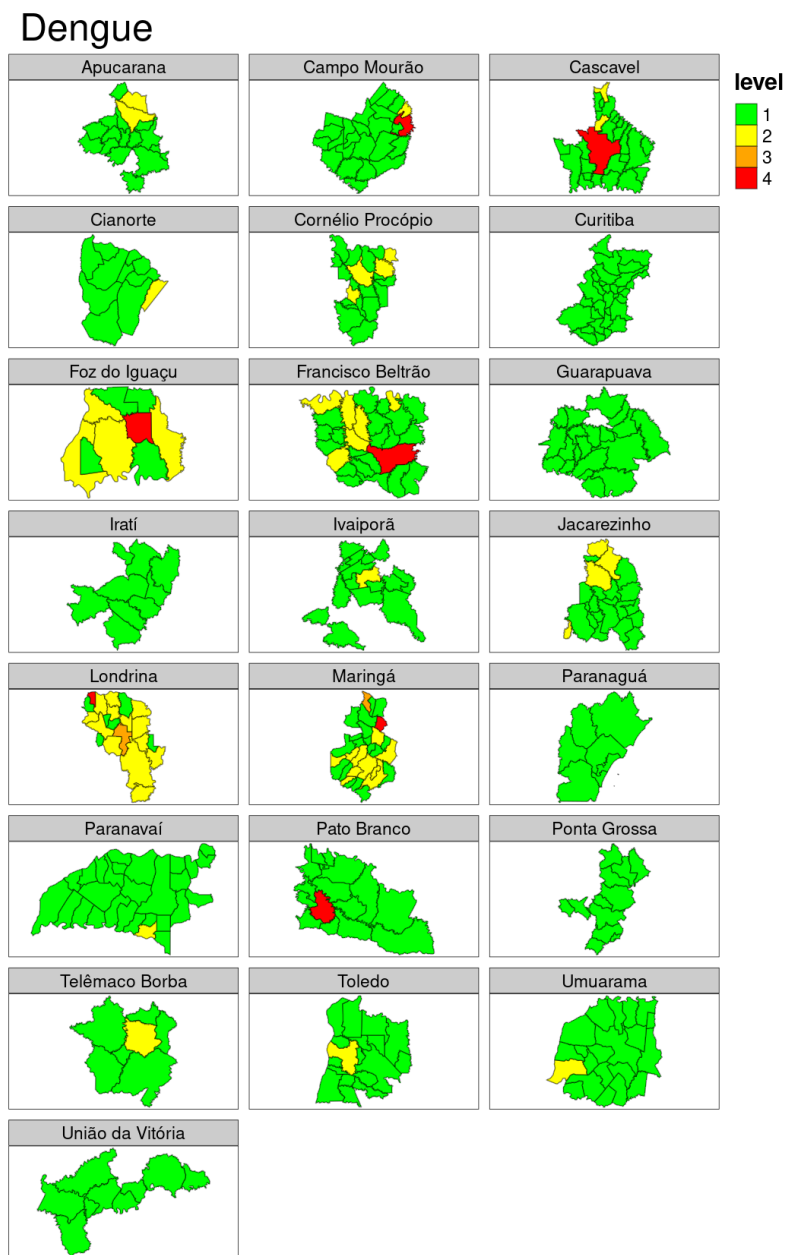 Dengue
Apucarana
Campo Mourão
Cascavel
level
1
2
3
4
Cianorte
Cornélio Procópio
Curitiba
Foz do Iguaçu
Francisco Beltrão
Guarapuava
Iratí
Ivaiporã
Jacarezinho
Londrina
Maringá
Paranaguá
Paranavaí
Pato Branco
Ponta Grossa
Telêmaco Borba
Toledo
Umuarama
União da Vitória